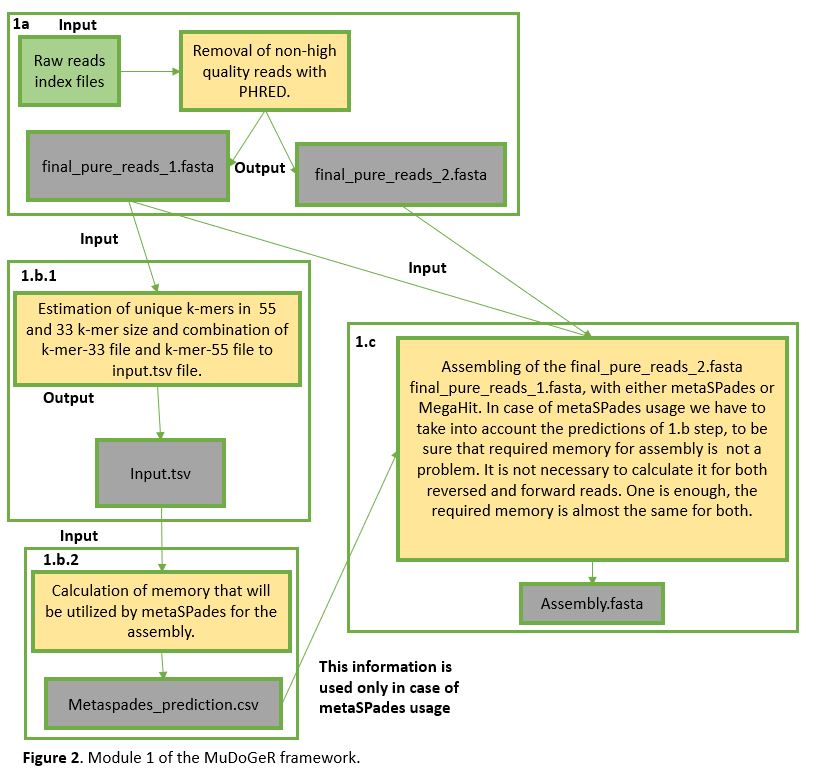 1a
Input
Raw reads
index files
Removal of non-high
quality reads with
PHRED.
final_pure_reads_1.fasta
Output
final_pure_reads_2.fasta
Input
Input
1.b.1
Estimation of unique k-mers in 55
and 33 k-mer size and combination of
k-mer-33 file and k-mer-55 file to
input.tsv file.
Output
Input.tsv
Input
1.b.2
Calculation of memory that will
be utilized by metaSPades for the
assembly.
Metaspades_prediction.csv
1.c
Assembling of the final_pure_reads_2.fasta
final_pure_reads_1.fasta, with either metaSPades or
MegaHit. In case of metaSPades usage we have to
take into account the predictions of 1.b step, to be
sure that required memory for assembly is not a
problem. It is not necessary to calculate it for both
reversed and forward reads. One is enough, the
required memory is almost the same for both.
Assembly.fasta
This information is
used only in case of
metaSPades usage
Figure 2. Module 1 of the MuDoGeR framework.